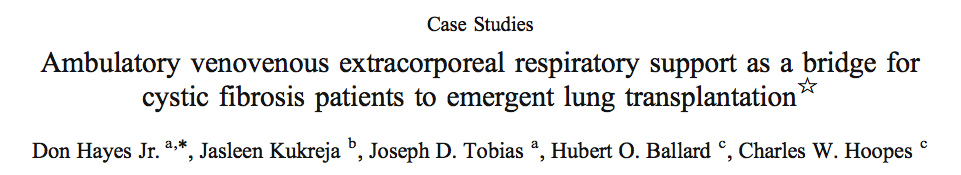 Case Studies
Ambulatory venovenous extracorporeal respiratory support as a bridge for
cystic fibrosis patients to emergent lung transplantation☆
Don Hayes Jr. a,*, Jasleen Kukreja b, Joseph D. Tobias a, Hubert O. Ballard c, Charles W. Hoopes c